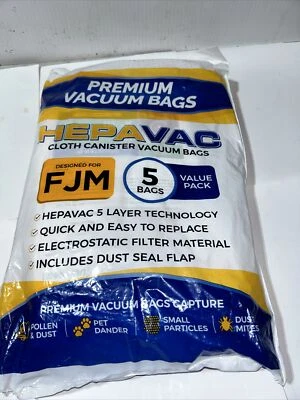 PREMIUM
VACUUM BAGS
HEPAVAC
CLOTH CANISTER VACUUM BAGS
DESIGNED FOR
FJM
5
BAGS
VALUE
PACK
HEPAVAC 5 LAYER TECHNOLOGY
QUICK AND EASY TO REPLACE
ELECTROSTATIC FILTER MATERIAL
INCLUDES DUST SEAL FLAP
PREMIUM VACUUM BAGS CAPTURE
POLLEN
& DUST
PET
DANDER
SMALL
PARTICLES
DUST
MITES